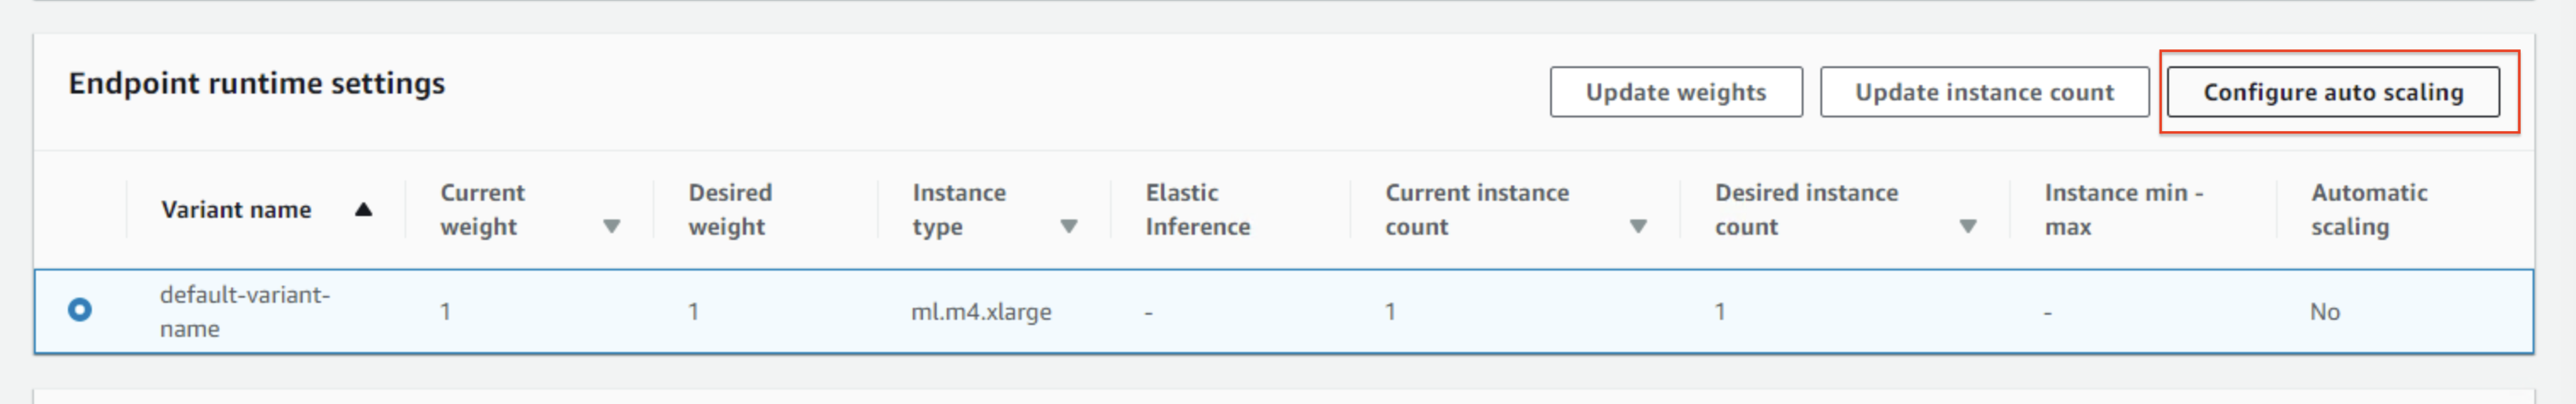 Endpoint runtime settings
Update weights
Update instance count
Configure auto scaling
Variant name
Current
weight
Desired
weight
Instance
type
Elastic
Inference
Current instance
count
Desired instance
count
Instance min -
max
Automatic
scaling
default-variant-
name
1
1
ml.m4.xlarge
-
1
1
-
No